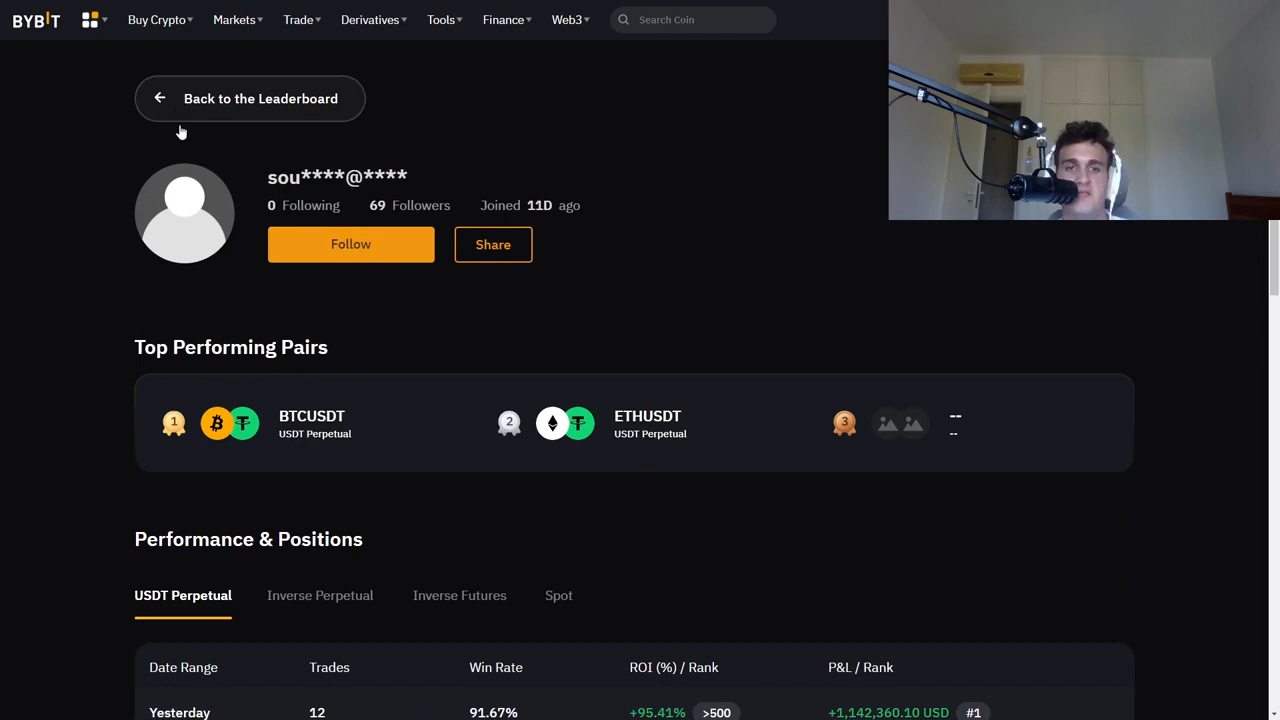 BYBIT Buy Crypto Markets Trade Derivatives Tools Finance Web3 Search Coin
Back to the Leaderboard
sou****@****
0 Following 69 Followers Joined 11D ago
Follow Share
Top Performing Pairs
1 BTCUSDT 2 ETHUSDT 3 --
USDT Perpetual USDT Perpetual --
Performance & Positions
USDT Perpetual Inverse Perpetual Inverse Futures Spot
Date Range Trades Win Rate ROI (%) / Rank P&L / Rank
Yesterday 12 91.67% +95.41% >500 +1,142,360.10 USD #1